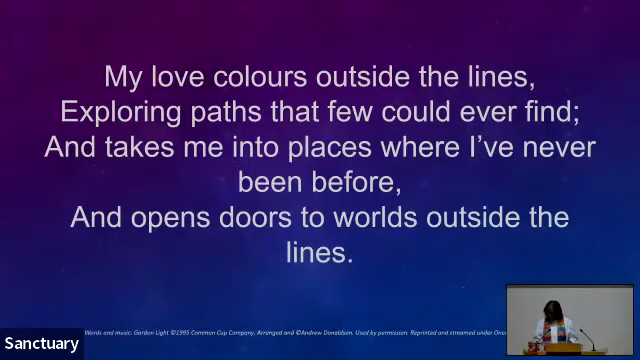 My love colours outside the lines,
Exploring paths that few could ever find;
And takes me into places where I've never
been before,
And opens doors to worlds outside the
lines.
Words and music: Gordon Light ©1995 Common Cup Company. Arranged and ©Andrew Donaldson. Used by permission. Reprinted and streamed under One
Sanctuary